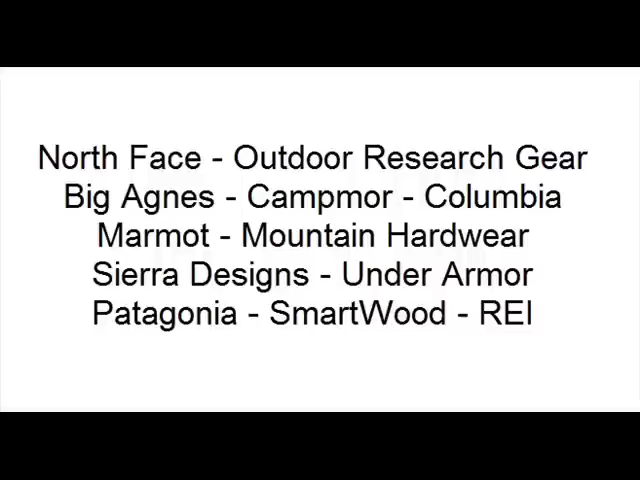 North Face - Outdoor Research Gear
Big Agnes - Campmor - Columbia
Marmot - Mountain Hardwear
Sierra Designs - Under Armor
Patagonia - SmartWood - REI